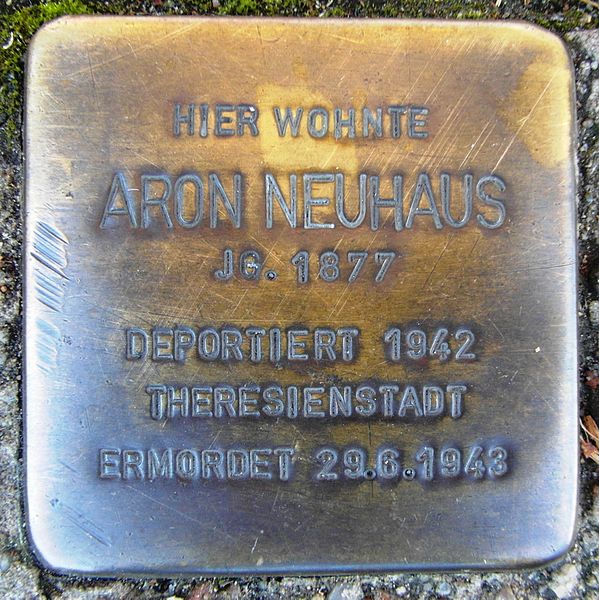 HIER WOHNTE
ARON NEUHAUS
JG. 1877
DEPORTIERT 1942
THERESIENSTADT
ERMORDET 29.6.1943